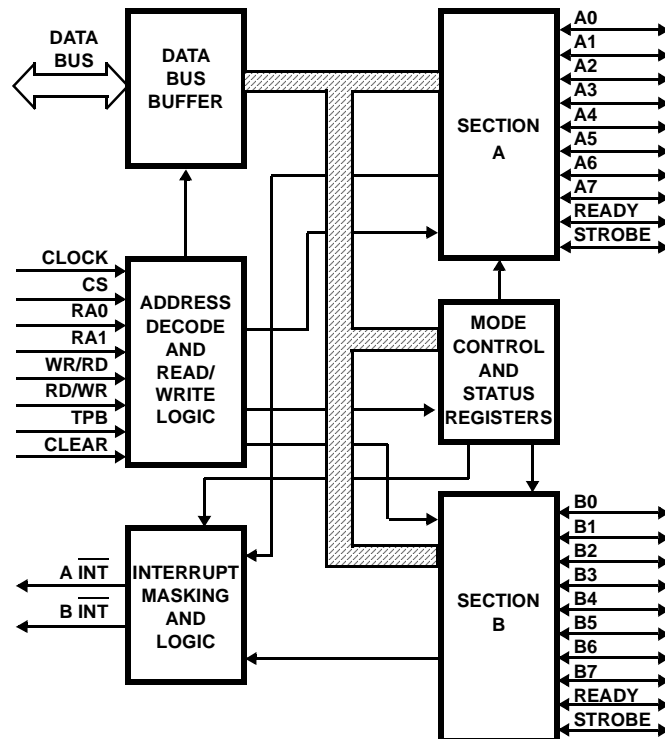 DATA
BUS
DATA
BUS
BUFFER
SECTION
A
A0
A1
A2
A3
A4
A5
A6
A7
READY
STROBE
CLOCK
CS
RA0
RA1
WR/RD
RD/WR
TPB
CLEAR
ADDRESS
DECODE
AND
READ/
WRITE
LOGIC
MODE
CONTROL
AND
STATUS
REGISTERS
A INT
B INT
INTERRUPT
MASKING
AND
LOGIC
SECTION
B
B0
B1
B2
B3
B4
B5
B6
B7
READY
STROBE